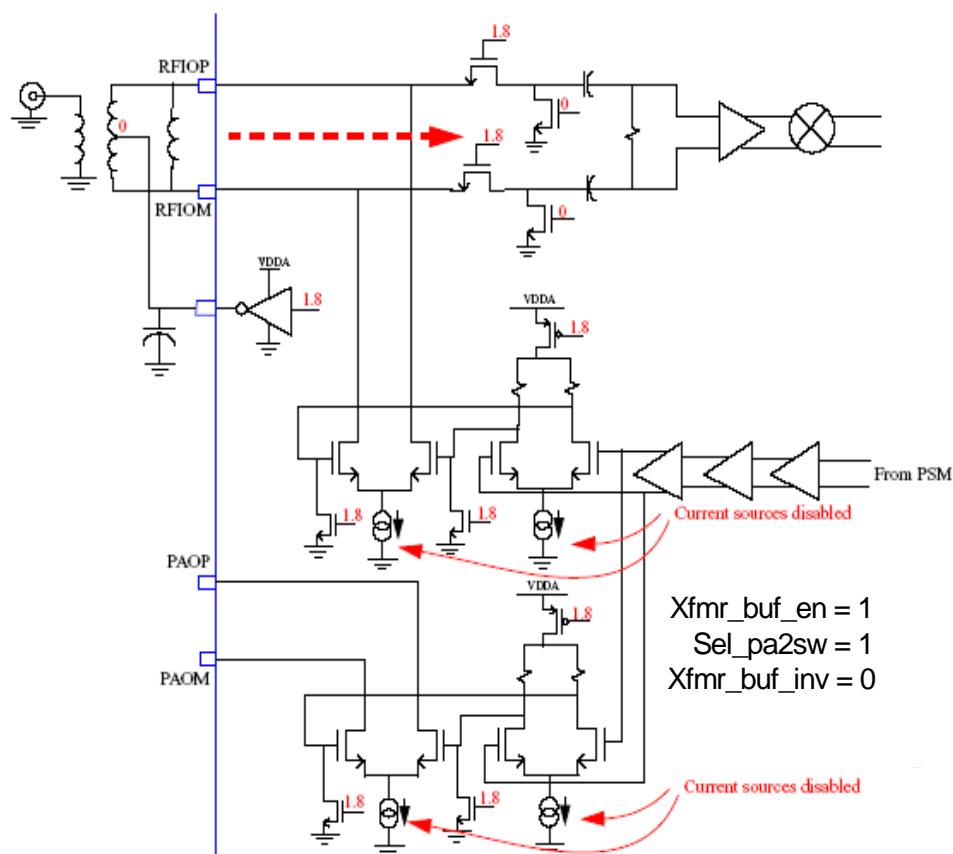 1.8
RFIOP
0
0
1.8
RFIOM
0
VDDA
1.8
VDDA
1.8
From PSM
1.8
1.8
Current sources disabled
PAOP
VDDA
1.8
Xfmr_buf_en = 1
Sel_pa2sw = 1
Xfmr_buf_inv = 0
PAOM
1.8
1.8
Current sources disabled